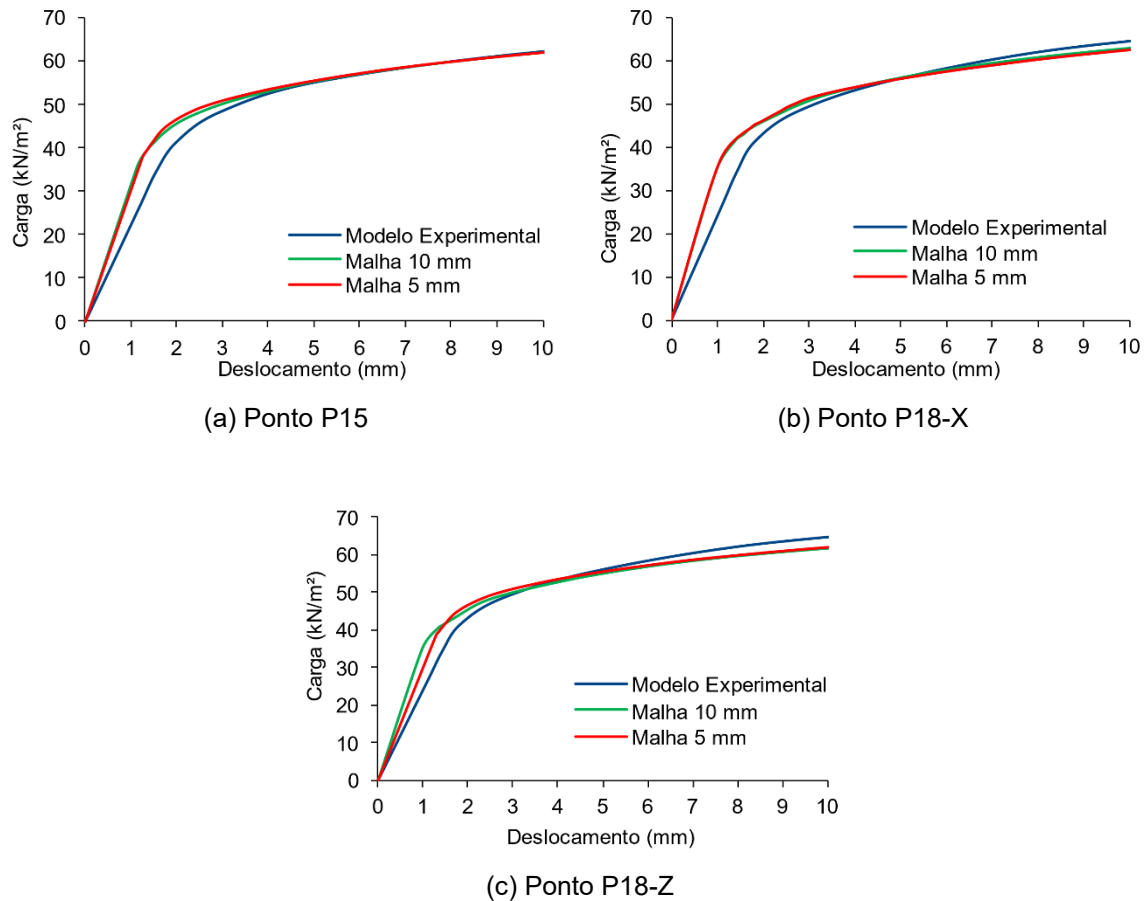 70
60
50
40
30
20
10
0
Carga (kN/m²)
Modelo Experimental
Malha 10 mm
Malha 5 mm
0 1 2 3 4 5 6 7 8 9 10
Deslocamento (mm)
(a) Ponto P15
70
60
50
40
30
20
10
0
Carga (kN/m²)
Modelo Experimental
Malha 10 mm
Malha 5 mm
0 1 2 3 4 5 6 7 8 9 10
Deslocamento (mm)
(b) Ponto P18-X
70
60
50
40
30
20
10
0
Carga (kN/m²)
Modelo Experimental
Malha 10 mm
Malha 5 mm
0 1 2 3 4 5 6 7 8 9 10
Deslocamento (mm)
(c) Ponto P18-Z